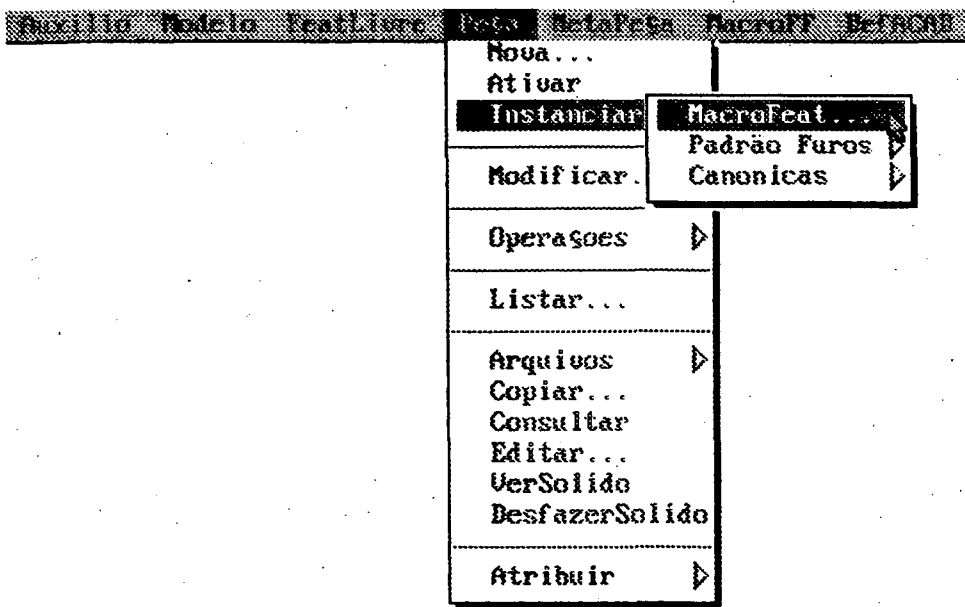 Auxilio Modelo FeatLivre Peça MetaPeça MacroFF DefACAD
Nova...
Ativar
Instanciar
MacroFeat...
Padrão Furos
Canonicas
Modificar.
Operaçoes
Listar...
Arquivos
Copiar...
Consultar
Editar...
VerSolido
DesfazerSolido
Atribuir